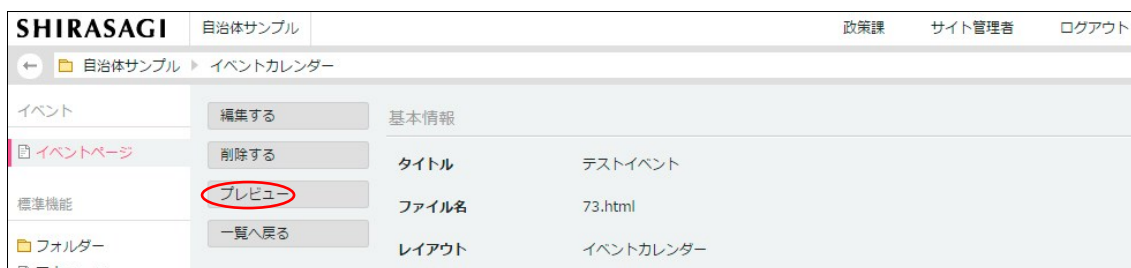 SHIRASAGI 自治体サンプル 政策課 サイト管理者 ログアウト
自治体サンプル イベントカレンダー
イベント
イベントページ
標準機能
フォルダー
編集する
削除する
プレビュー
一覧へ戻る
基本情報
タイトル テストイベント
ファイル名 73.html
レイアウト イベントカレンダー